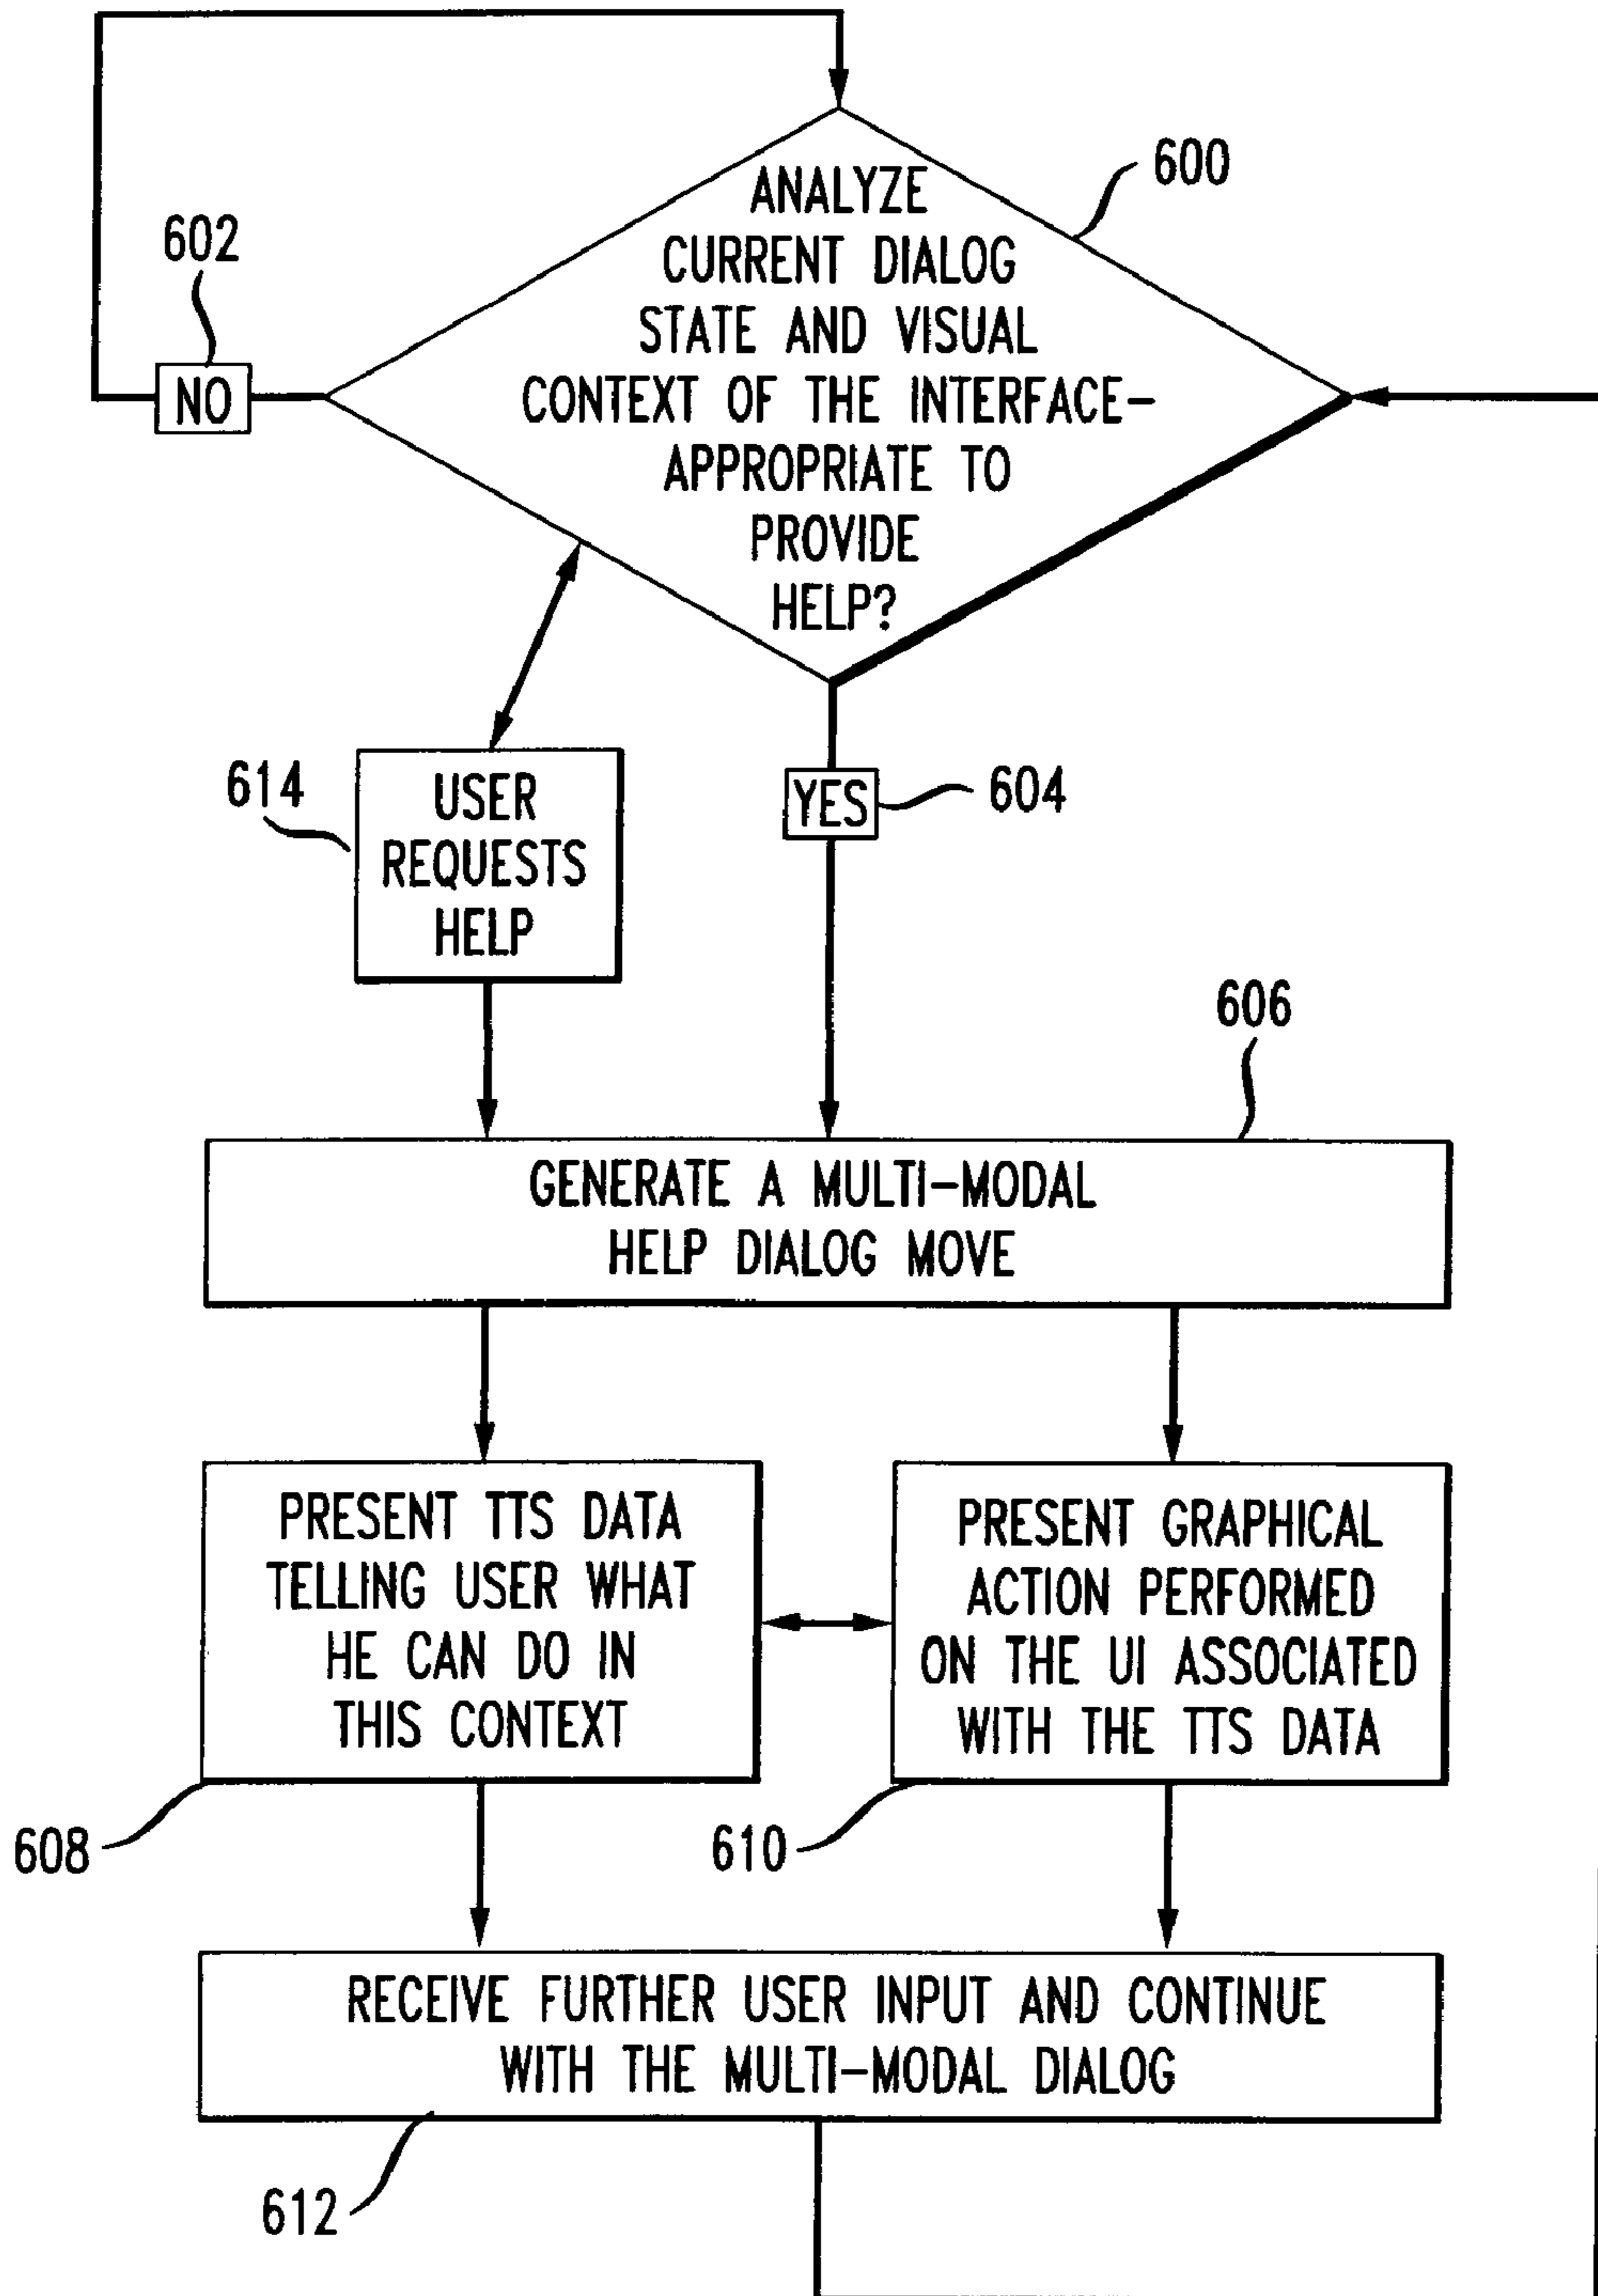 600
ANALYZE
CURRENT DIALOG
STATE AND VISUAL
CONTEXT OF THE INTERFACE-
APPROPRIATE TO
PROVIDE
HELP?
602
NO
614
USER
REQUESTS
HELP
YES
604
606
GENERATE A MULTI-MODAL
HELP DIALOG MOVE
PRESENT TTS DATA
TELLING USER WHAT
HE CAN DO IN
THIS CONTEXT
608
PRESENT GRAPHICAL
ACTION PERFORMED
ON THE UI ASSOCIATED
WITH THE TTS DATA
610
RECEIVE FURTHER USER INPUT AND CONTINUE
WITH THE MULTI-MODAL DIALOG
612